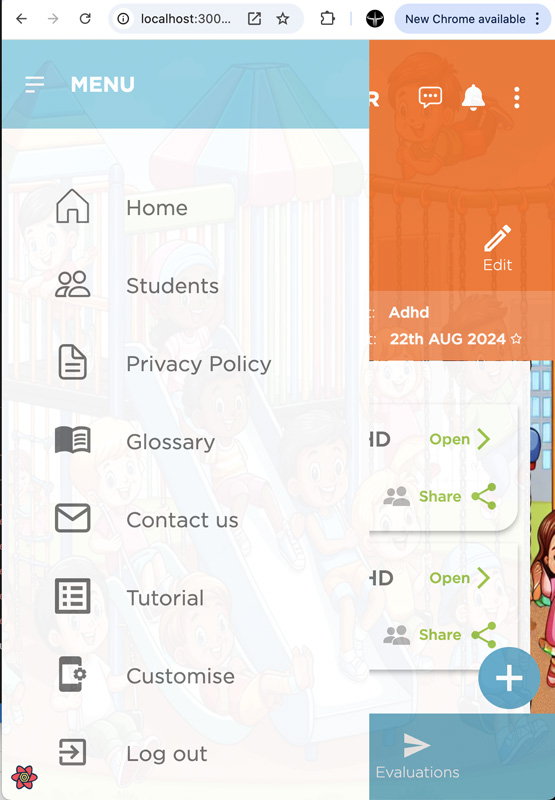 localhost:300...
New Chrome available
MENU
R
Home
Students
Privacy Policy
Glossary
Contact us
Tutorial
Customise
Log out
Edit
t: Adhd
t: 22th AUG 2024
HD
Open
Share
HD
Open
Share
Evaluations